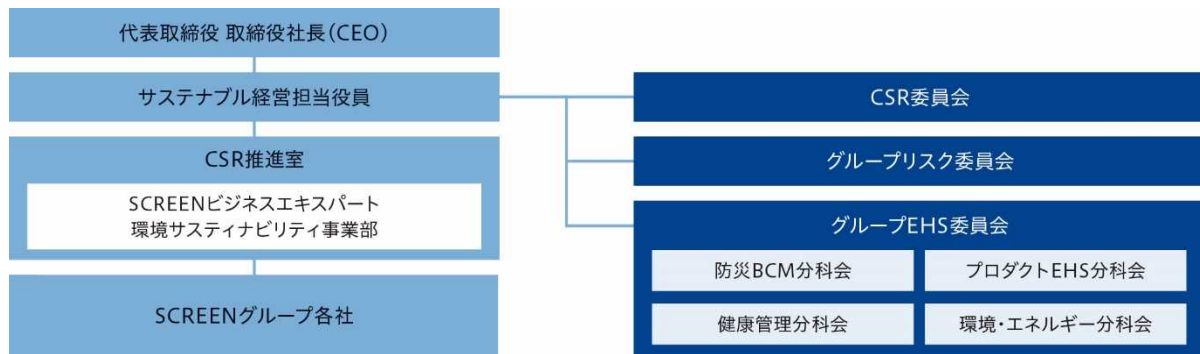 代表取締役 取締役社長(CEO)
サステナブル経営担当役員
CSR推進室
SCREENビジネスエキスパート
環境サスティナビリティ事業部
SCREENグループ各社
CSR委員会
グループリスク委員会
グループEHS委員会
防災BCM分科会
プロダクトEHS分科会
健康管理分科会
環境・エネルギー分科会